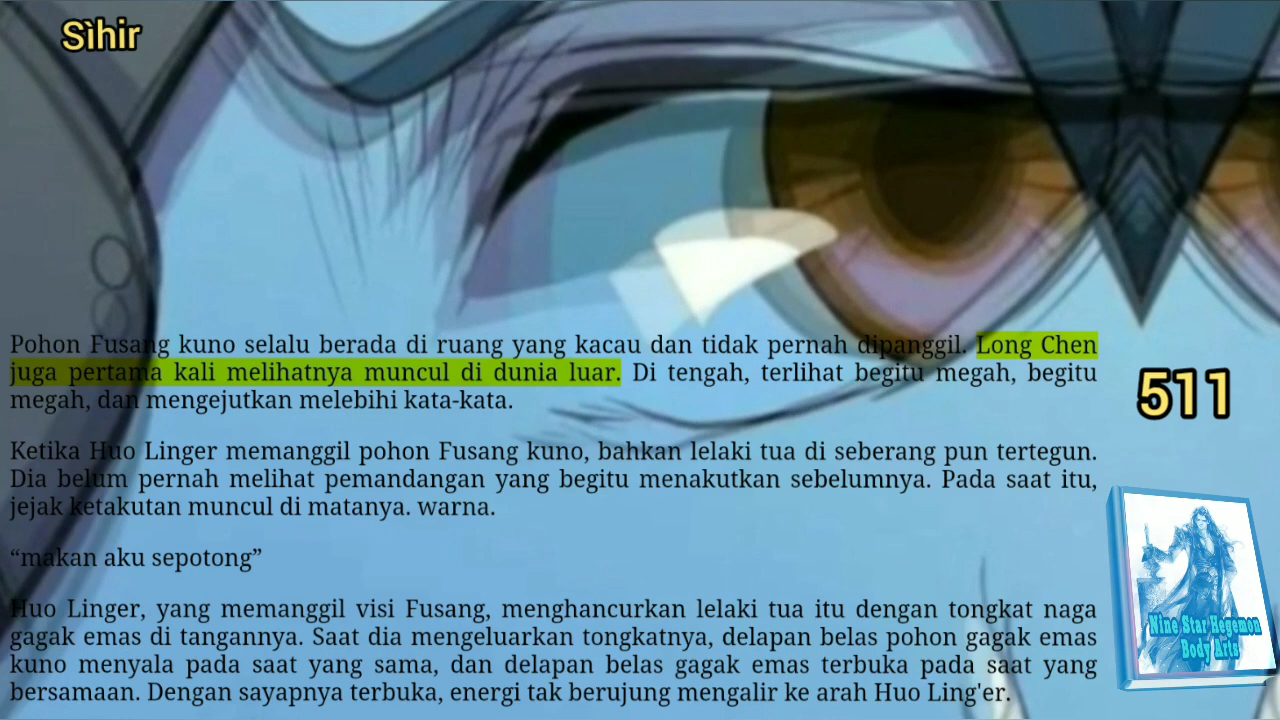 Sìhir
Pohon Fusang kuno selalu berada di ruang yang kacau dan tidak pernah dipanggil. Long Chen
juga pertama kali melihatnya muncul di dunia luar. Di tengah, terlihat begitu megah, begitu
megah, dan mengejutkan melebihi kata-kata.
511
Ketika Huo Linger memanggil pohon Fusang kuno, bahkan lelaki tua di seberang pun tertegun.
Dia belum pernah melihat pemandangan yang begitu menakutkan sebelumnya. Pada saat itu,
jejak ketakutan muncul di matanya. warna.
“makan aku sepotong”
Huo Linger, yang memanggil visi Fusang, menghancurkan lelaki tua itu dengan tongkat naga
gagak emas di tangannya. Saat dia mengeluarkan tongkatnya, delapan belas pohon gagak emas
kuno menyala pada saat yang sama, dan delapan belas gagak emas terbuka pada saat yang
bersamaan. Dengan sayapnya terbuka, energi tak berujung mengalir ke arah Huo Ling'er.
Nine Star Hegemon
Body Arts